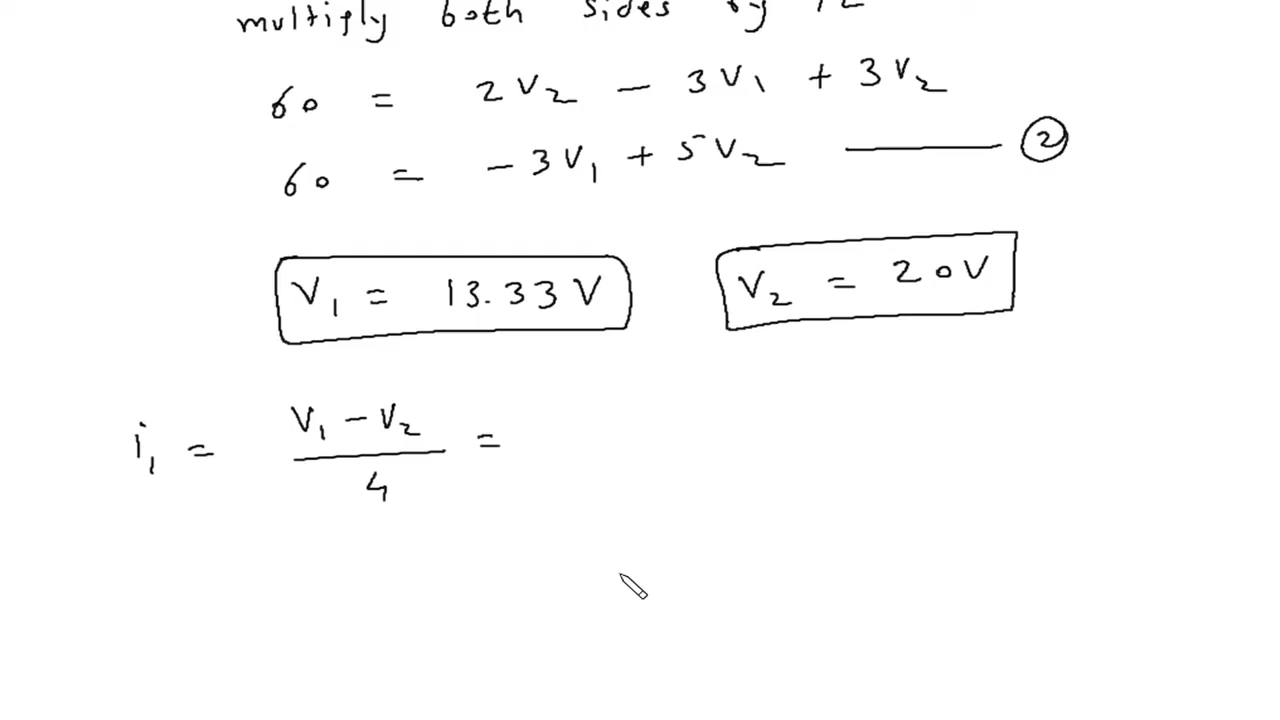 multiply both sides by 12
60 = 2V₂ - 3V₁ + 3V₂
60 = -3V₁ + 5V₂ ——— ②
V₁ = 13.33 V
V₂ = 20V
i₁ = (V₁ - V₂)/4 =